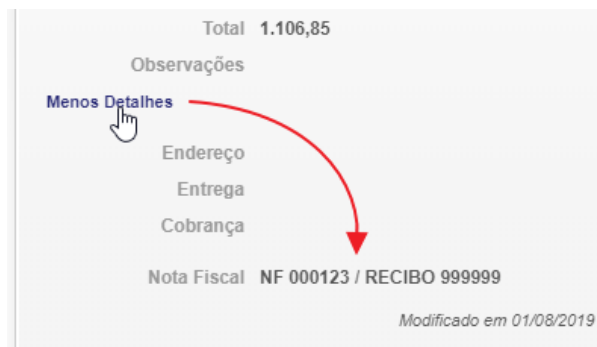 Total 1.106,85
Observações
Menos Detalhes
Endereço
Entrega
Cobrança
Nota Fiscal NF 000123 / RECIBO 999999
Modificado em 01/08/2019